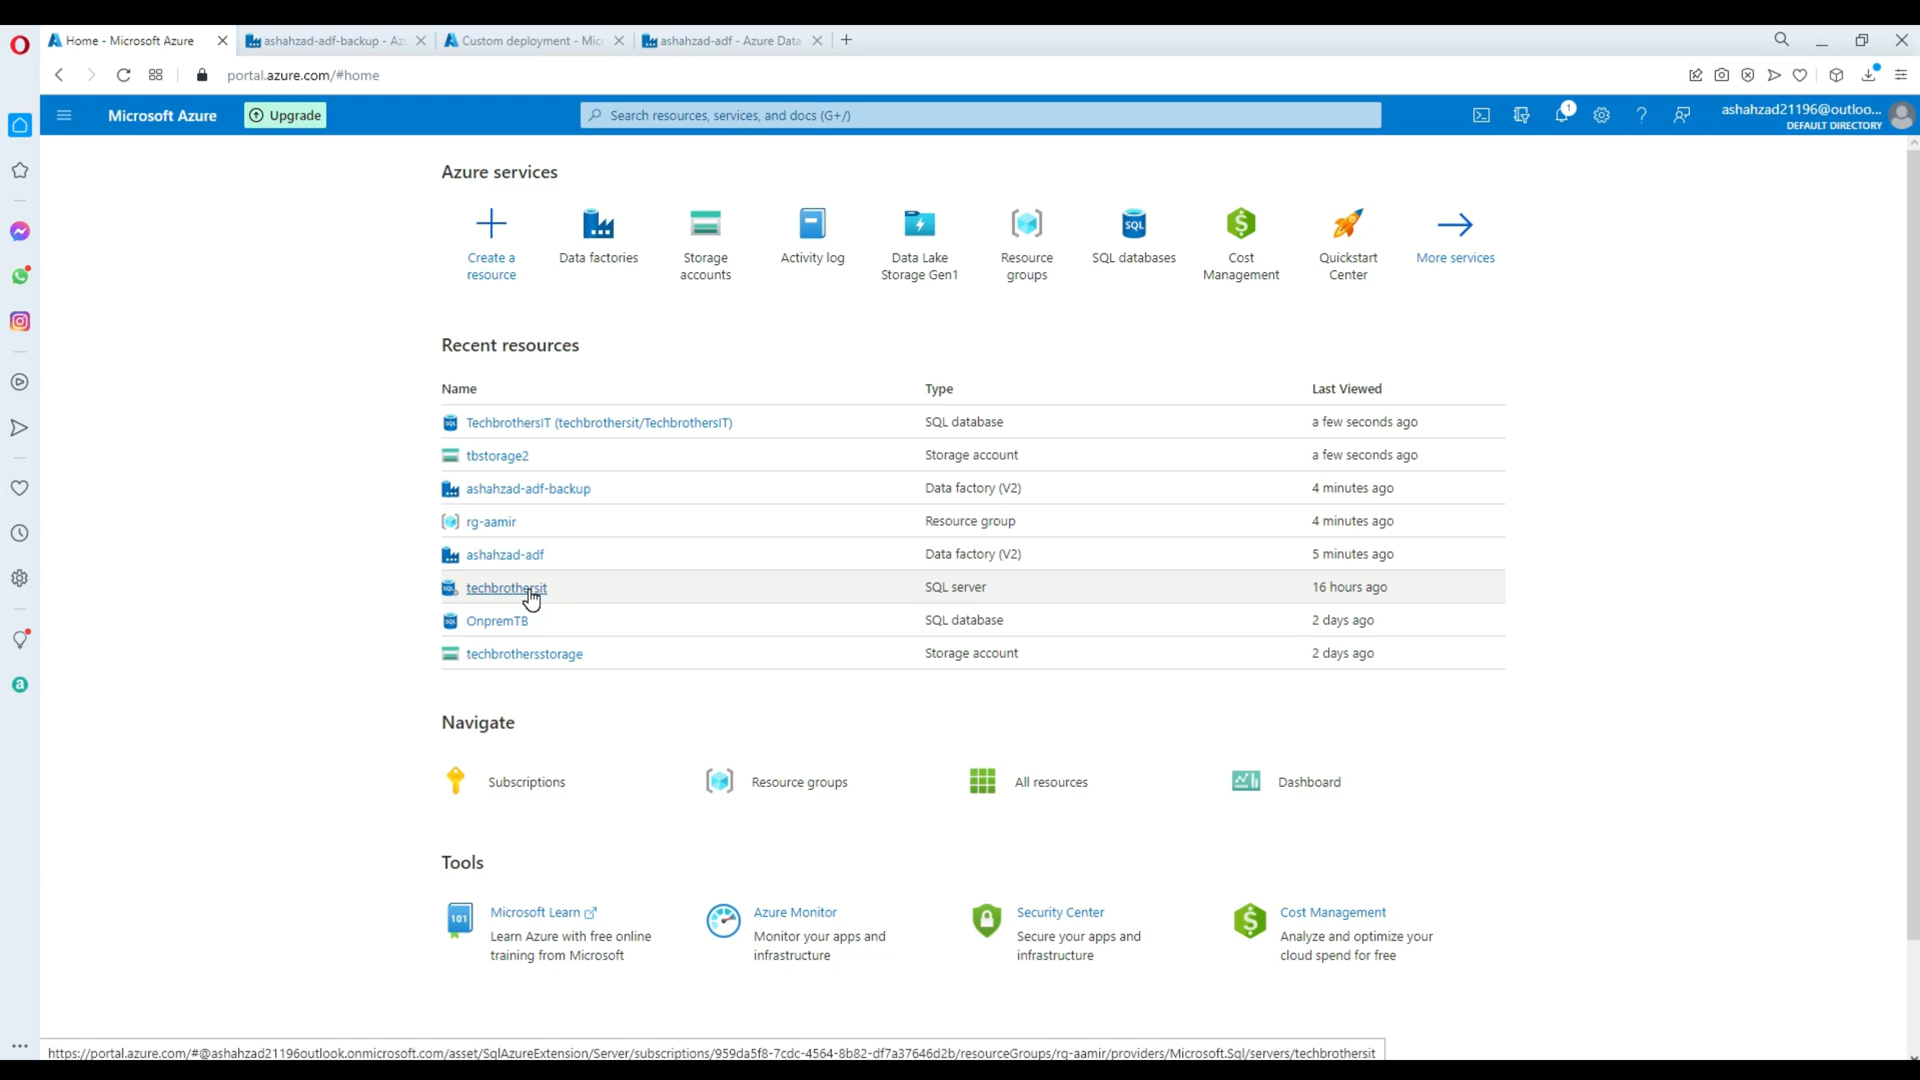 Home - Microsoft Azure
ashahzad-adf-backup - Az
Custom deployment - Micr
ashahzad-adf - Azure Data
portal.azure.com/#home
Microsoft Azure
Upgrade
Search resources, services, and docs (G+/)
1
ashahzad21196@outloo...
DEFAULT DIRECTORY
Azure services
Create a
resource
Data factories
Storage
accounts
Activity log
Data Lake
Storage Gen1
Resource
groups
SQL
SQL databases
Cost
Management
Quickstart
Center
More services
Recent resources
Name Type Last Viewed
TechbrothersIT (techbrothersit/TechbrothersIT) SQL database a few seconds ago
tbstorage2 Storage account a few seconds ago
ashahzad-adf-backup Data factory (V2) 4 minutes ago
rg-aamir Resource group 4 minutes ago
ashahzad-adf Data factory (V2) 5 minutes ago
techbrothersit SQL server 16 hours ago
OnpremTB SQL database 2 days ago
techbrothersstorage Storage account 2 days ago
Navigate
Subscriptions
Resource groups
All resources
Dashboard
Tools
101
Microsoft Learn
Learn Azure with free online
training from Microsoft
Azure Monitor
Monitor your apps and
infrastructure
Security Center
Secure your apps and
infrastructure
Cost Management
Analyze and optimize your
cloud spend for free
https://portal.azure.com/#@ashahzad21196outlook.onmicrosoft.com/asset/SqlAzureExtension/Server/subscriptions/959da5f8-7cdc-4564-8b82-df7a37646d2b/resourceGroups/rg-aamir/providers/Microsoft.Sql/servers/techbrothersit